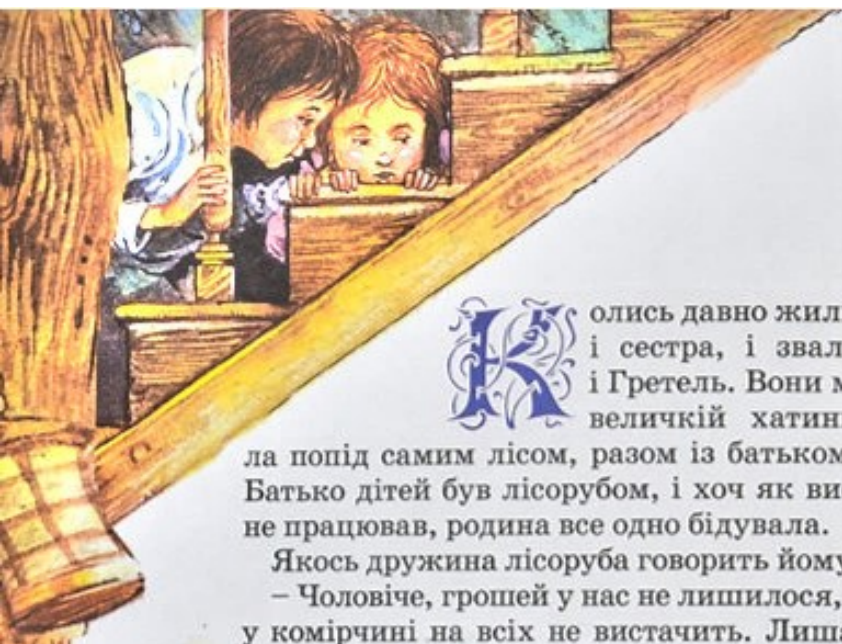 Колись давно жил
і сестра, і звал
і Гретель. Вони м
величкій хатин
ла попід самим лісом, разом із батьком
Батько дітей був лісорубом, і хоч як ви
не працював, родина все одно бідувала.
Якось дружина лісоруба говорить йому
– Чоловіче, грошей у нас не лишилося,
у комірчині на всіх не вистачить. Лиш